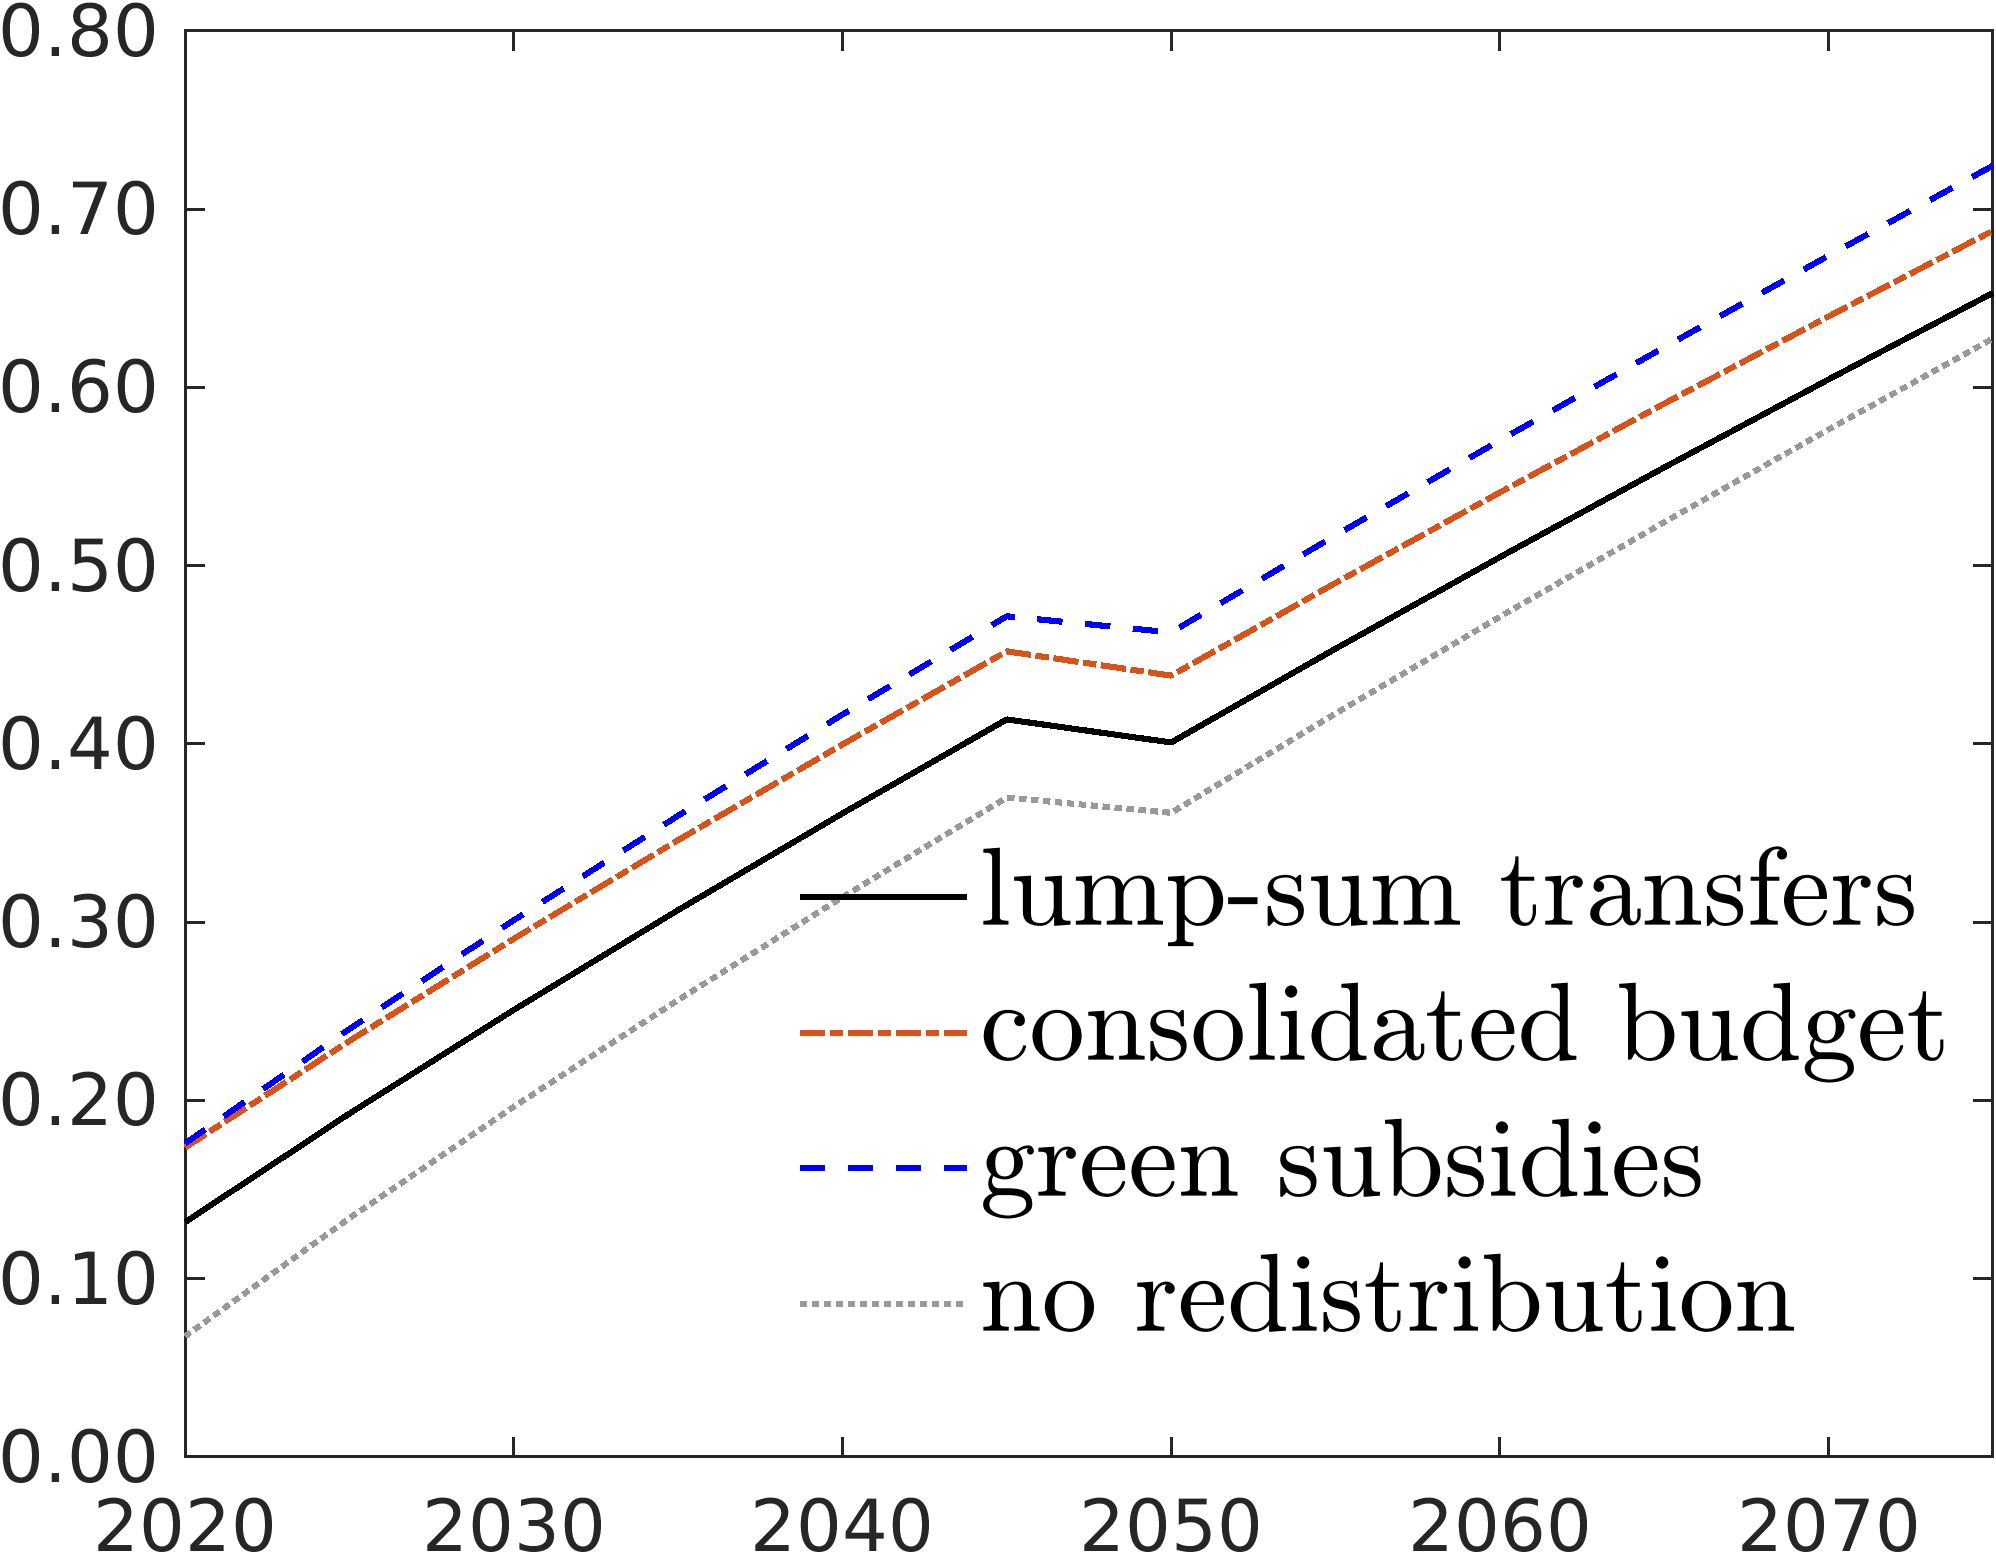 0.80
0.70
0.60
0.50
0.40
0.30
0.20
0.10
0.00
2020 2030 2040 2050 2060 2070
lump-sum transfers
consolidated budget
green subsidies
no redistribution